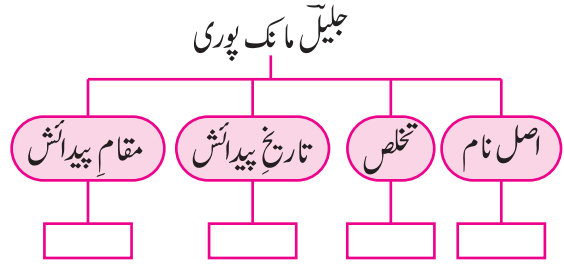 جلیلؔ مانک پوری
اصل نام
تخلص
تاریخِ پیدائش
مقامِ پیدائش